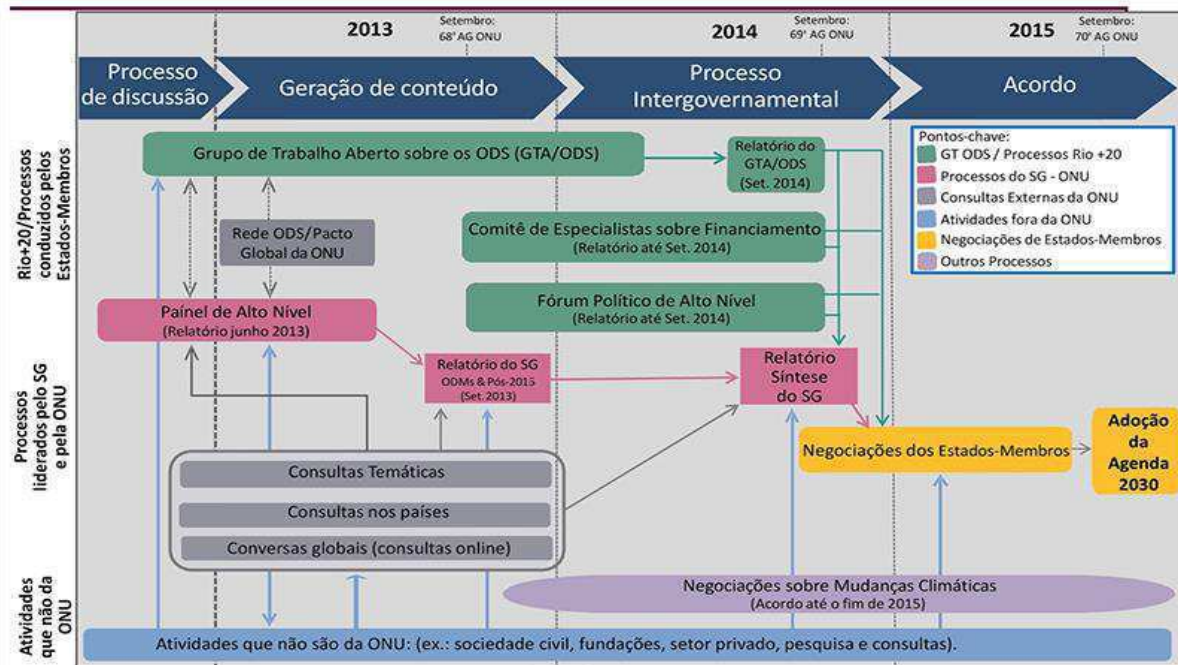 2013
Setembro:
68ª AG ONU
2014
Setembro:
69ª AG ONU
2015
Setembro:
70ª AG ONU
Processo
de discussão
Geração de conteúdo
Processo
Intergovernamental
Acordo
Pontos-chave:
GT ODS / Processos Rio +20
Processos do SG - ONU
Consultas Externas da ONU
Atividades fora da ONU
Negociações de Estados-Membros
Outros Processos
Rio+20/Processos
conduzidos pelos
Estados-Membros
Grupo de Trabalho Aberto sobre os ODS (GTA/ODS)
Relatório do
GTA/ODS
(Set. 2014)
Rede ODS/Pacto
Global da ONU
Comitê de Especialistas sobre Financiamento
(Relatório até Set. 2014)
Fórum Político de Alto Nível
(Relatório até Set. 2014)
Processos
liderados pelo SG
e pela ONU
Paínel de Alto Nível
(Relatório junho 2013)
Relatório do SG
ODMs & Pós-2015
(Set. 2013)
Relatório
Síntese
do SG
Negociações dos Estados-Membros
Adoção
da
Agenda
2030
Consultas Temáticas
Consultas nos países
Conversas globais (consultas online)
Atividades
que não da
ONU
Negociações sobre Mudanças Climáticas
(Acordo até o fim de 2015)
Atividades que não são da ONU: (ex.: sociedade civil, fundações, setor privado, pesquisa e consultas).